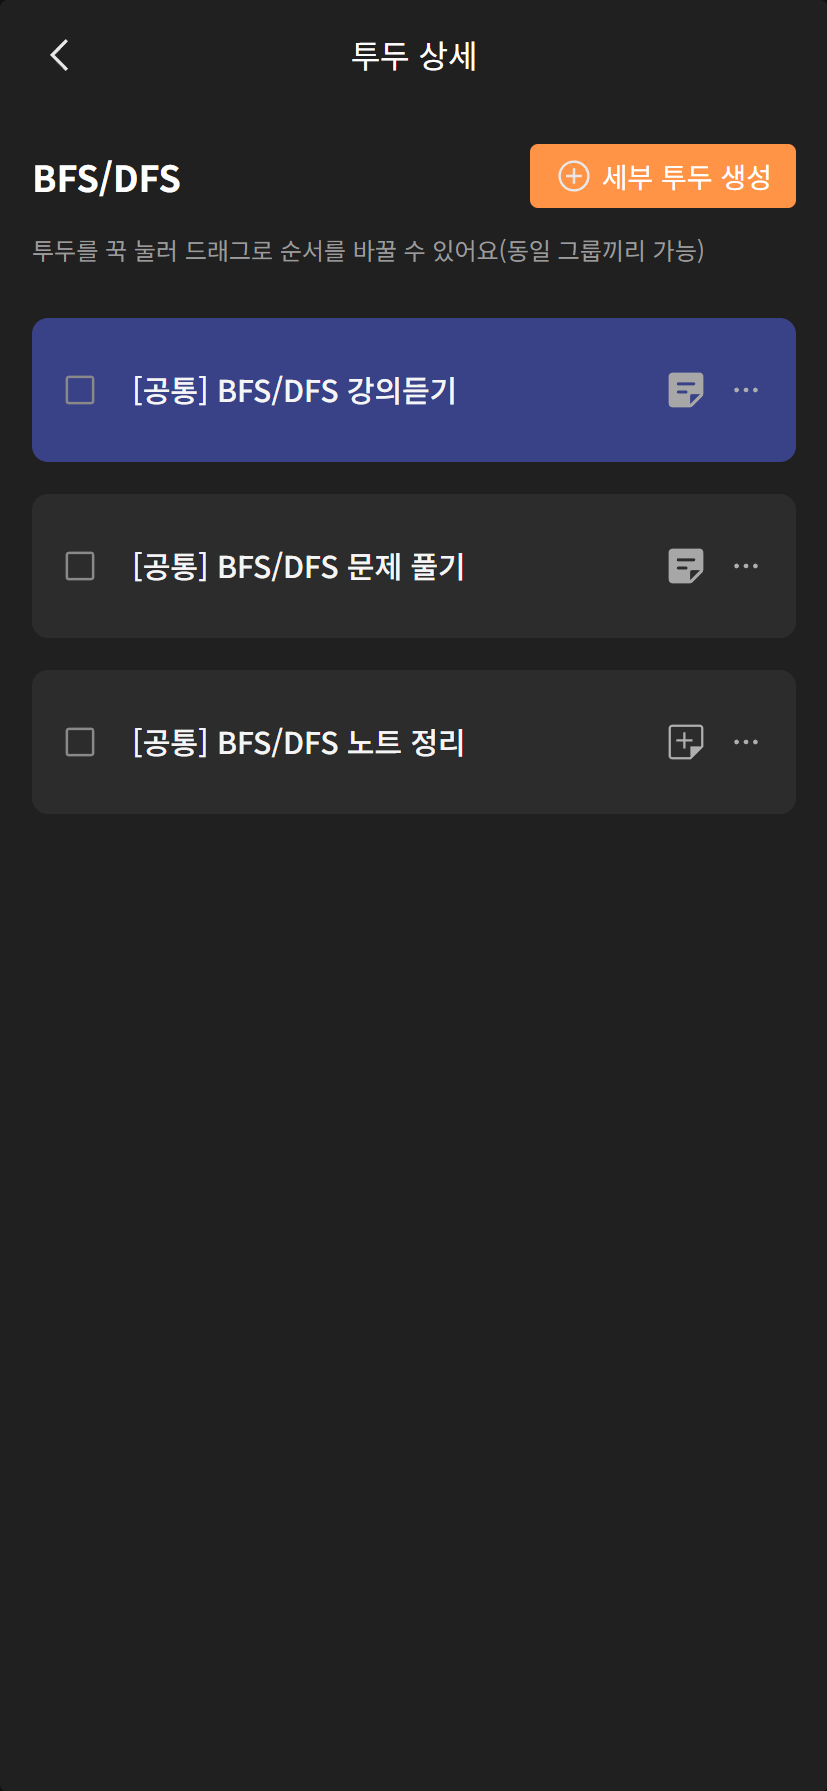 투두 상세
BFS/DFS
세부 투두 생성
투두를 꾹 눌러 드래그로 순서를 바꿀 수 있어요(동일 그룹끼리 가능)
[공통] BFS/DFS 강의듣기
[공통] BFS/DFS 문제 풀기
[공통] BFS/DFS 노트 정리